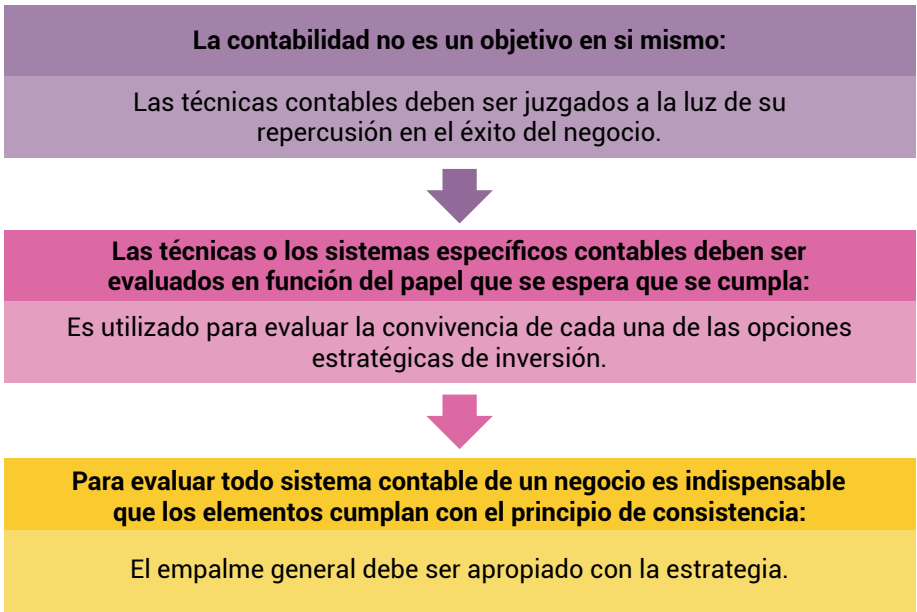 La contabilidad no es un objetivo en si mismo:
Las técnicas contables deben ser juzgados a la luz de su
repercusión en el éxito del negocio.
Las técnicas o los sistemas específicos contables deben ser
evaluados en función del papel que se espera que se cumpla:
Es utilizado para evaluar la convivencia de cada una de las opciones
estratégicas de inversión.
Para evaluar todo sistema contable de un negocio es indispensable
que los elementos cumplan con el principio de consistencia:
El empalme general debe ser apropiado con la estrategia.